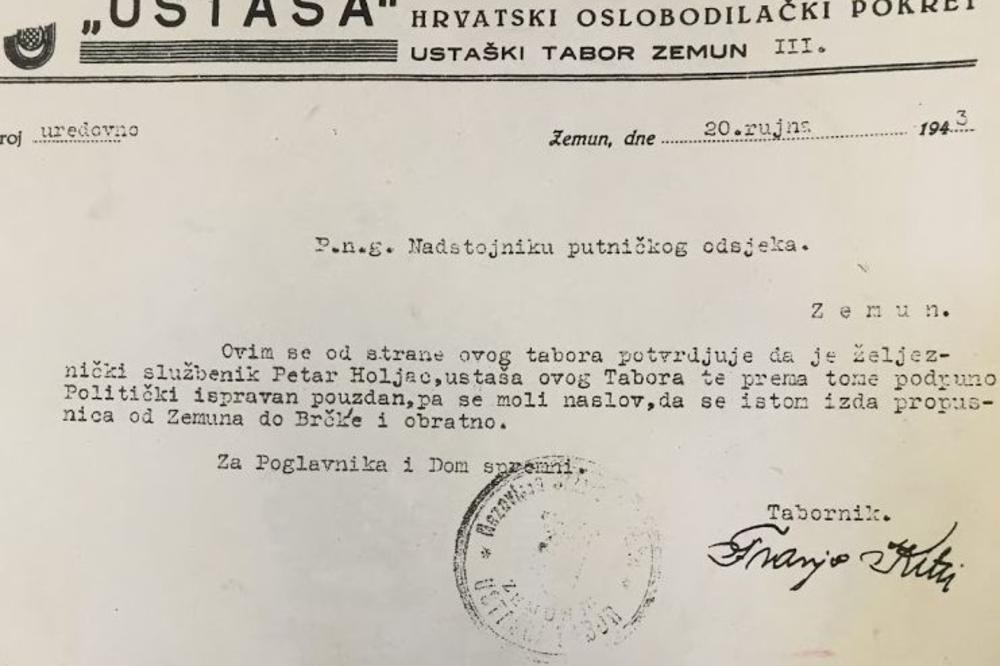 „USTAŠA“ HRVATSKI OSLOBODILAČKI POKRET
USTAŠKI TABOR ZEMUN III.
roj uredovno
Zemun, dne 20.rujna 1943
P.n.g. Nadstojniku putničkog odsjeka.
Z e m u n.
Ovim se od strane ovog tabora potvrdjuje da je željez-
nički službenik Petar Holjac,ustaša ovog Tabora te prema tome podpuno
Politički ispravan pouzdan,pa se moli naslov,da se istom izda propus-
nica od Zemuna do Brčke i obratno.
Za Poglavnika i Dom spremni.
Tabornik.
Franjo
* Nezavisna